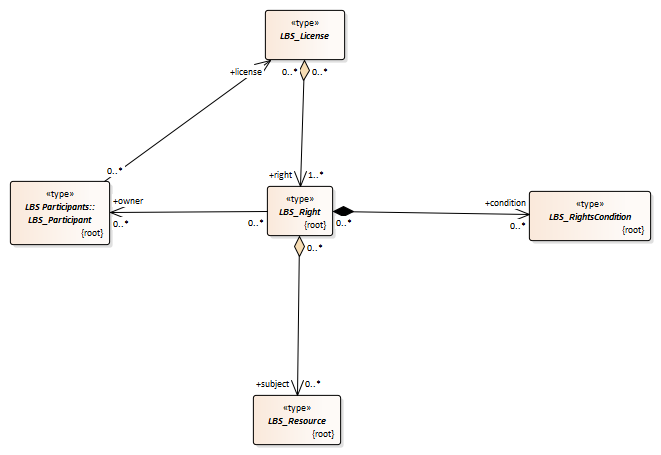 «type»
LBS_License
+license
0..*
0..*
0..*
+right
1..*
«type»
LBS Participants::
LBS_Participant
{root}
+owner
0..*
0..*
«type»
LBS_Right
{root}
0..*
+condition
0..*
«type»
LBS_RightsCondition
{root}
0..*
+subject
0..*
«type»
LBS_Resource
{root}